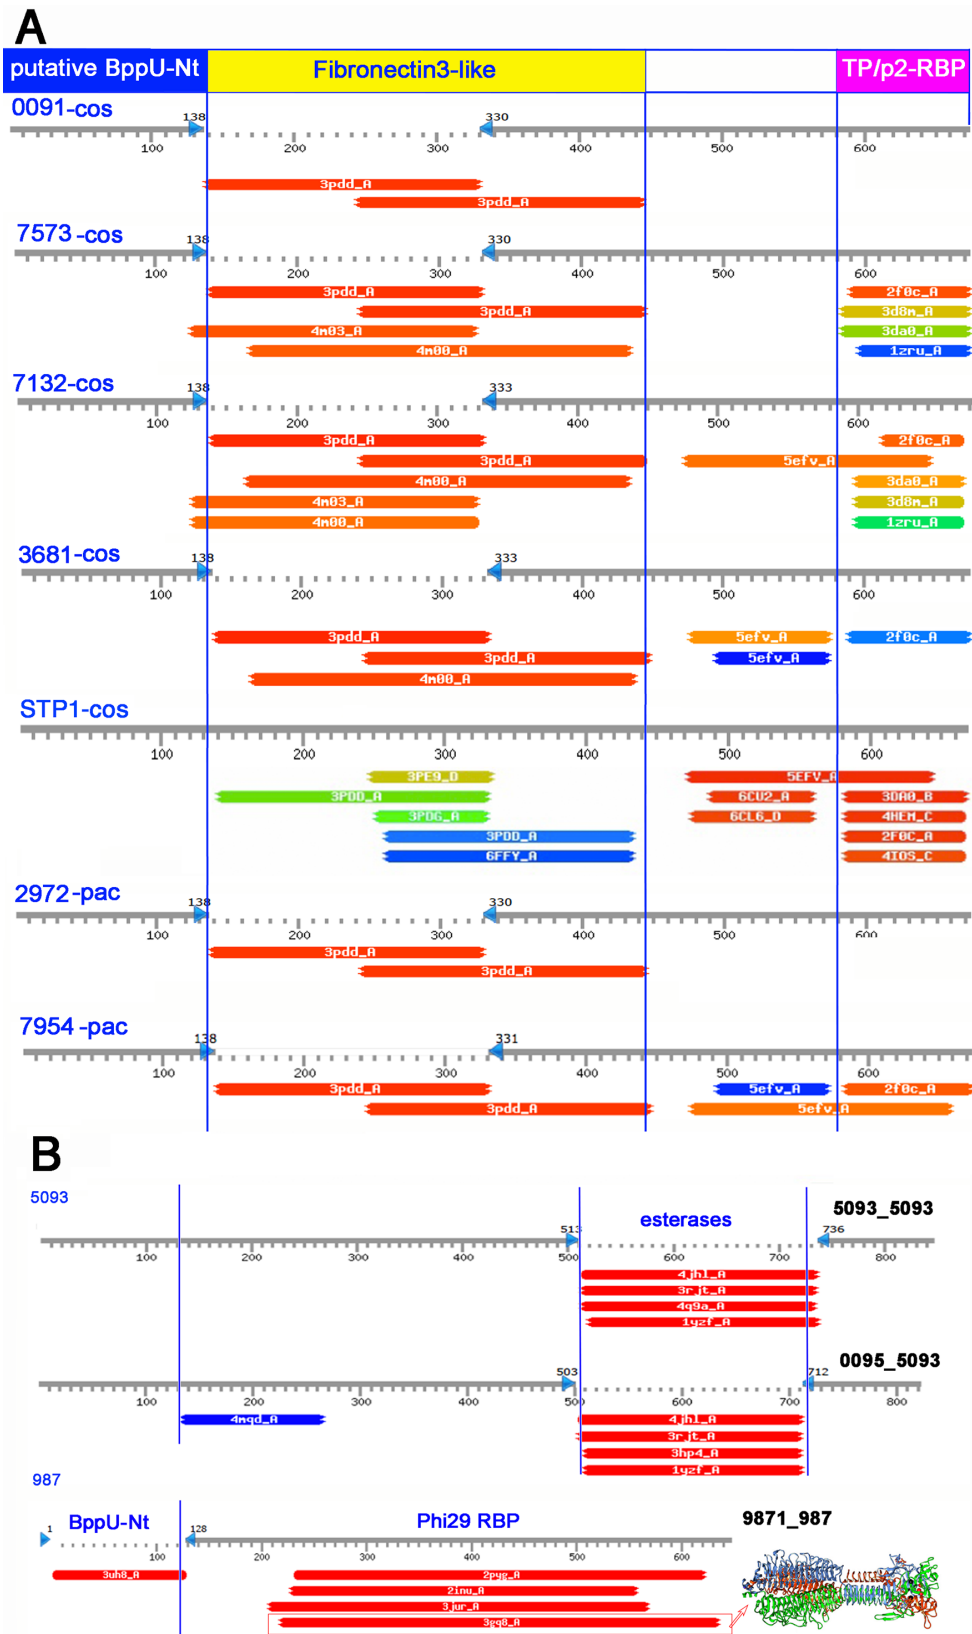 A
putative BppU-Nt Fibronectin3-like TP/p2-RBP
0091-cos
138 330
100 200 300 400 500 600
3pdd_A
3pdd_A
7573-cos
138 330
100 200 300 400 500 600
3pdd_A 2f0c_A
3pdd_A 3d8m_A
4m03_A 3da0_A
4m00_A 1zru_A
7132-cos
138 333
100 200 300 400 500 600
3pdd_A 2f0c_A
3pdd_A 5efv_A
4m00_A 3da0_A
4m03_A 3d8m_A
4m00_A 1zru_A
3681-cos
138 333
100 200 300 400 500 600
3pdd_A 5efv_A 2f0c_A
3pdd_A 5efv_A
4m00_A
STP1-cos
100 200 300 400 500 600
3PE9_D 5EFV_A
3PDD_A 6CU2_A 3DA0_B
3PDG_A 6CL6_D 4HEM_C
3PDD_A 2F0C_A
6FFY_A 4IOS_C
2972-pac
138 330
100 200 300 400 500 600
3pdd_A
3pdd_A
7954-pac
138 331
100 200 300 400 500 600
3pdd_A 5efv_A 2f0c_A
3pdd_A 5efv_A
B
5093
esterases 5093_5093
513 736
100 200 300 400 500 600 700 800
4jhl_A
3rjt_A
4q9a_A
1yzf_A
0095_5093
503 712
100 200 300 400 500 600 700 800
4mqd_A 4jhl_A
3rjt_A
3hp4_A
1yzf_A
987
BppU-Nt Phi29 RBP 9871_987
1 128
100 200 300 400 500 600
3uh8_A 2pyg_A
2inu_A
3jur_A
3gq8_A